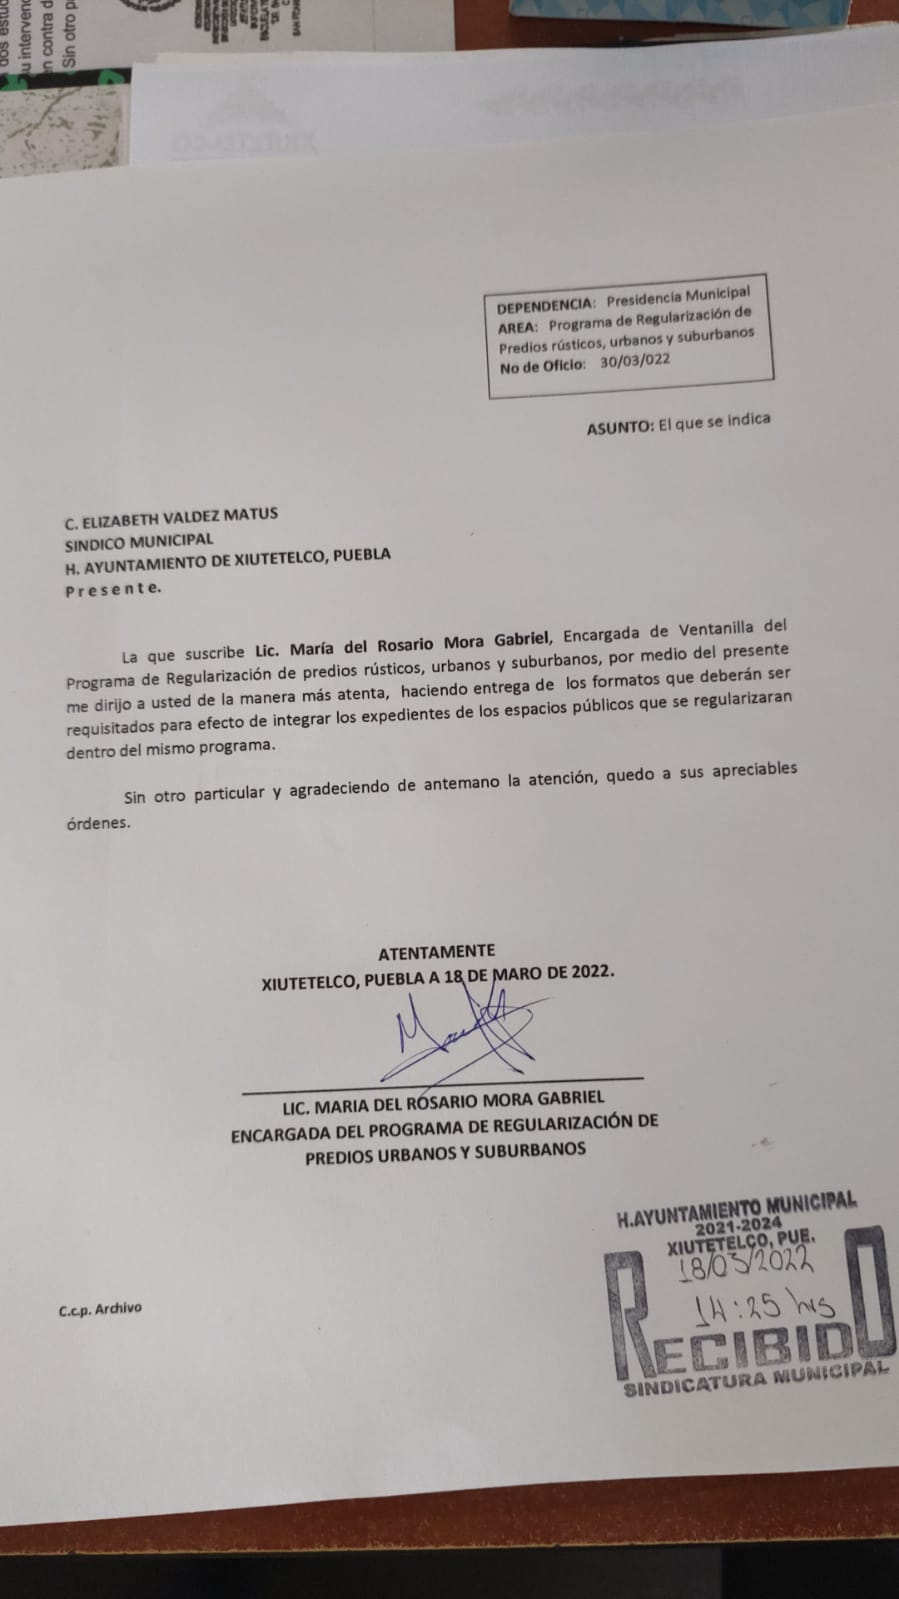 dos estu
u interven
en contra d
Sin otro pa
XIUTETELCO
DEPENDENCIA: Presidencia Municipal
AREA: Programa de Regularización de
Predios rústicos, urbanos y suburbanos
No de Oficio: 30/03/022
ASUNTO: El que se indica
C. ELIZABETH VALDEZ MATUS
SINDICO MUNICIPAL
H. AYUNTAMIENTO DE XIUTETELCO, PUEBLA
P r e s e n t e.
La que suscribe Lic. María del Rosario Mora Gabriel, Encargada de Ventanilla del
Programa de Regularización de predios rústicos, urbanos y suburbanos, por medio del presente
me dirijo a usted de la manera más atenta, haciendo entrega de los formatos que deberán ser
requisitados para efecto de integrar los expedientes de los espacios públicos que se regularizaran
dentro del mismo programa.
Sin otro particular y agradeciendo de antemano la atención, quedo a sus apreciables
órdenes.
ATENTAMENTE
XIUTETELCO, PUEBLA A 18 DE MARO DE 2022.
LIC. MARIA DEL ROSARIO MORA GABRIEL
ENCARGADA DEL PROGRAMA DE REGULARIZACIÓN DE
PREDIOS URBANOS Y SUBURBANOS
C.c.p. Archivo
H.AYUNTAMIENTO MUNICIPAL
2021-2024
XIUTETELCO, PUE.
18/03/2022
14:25 hrs
RECIBIDO
SINDICATURA MUNICIPAL